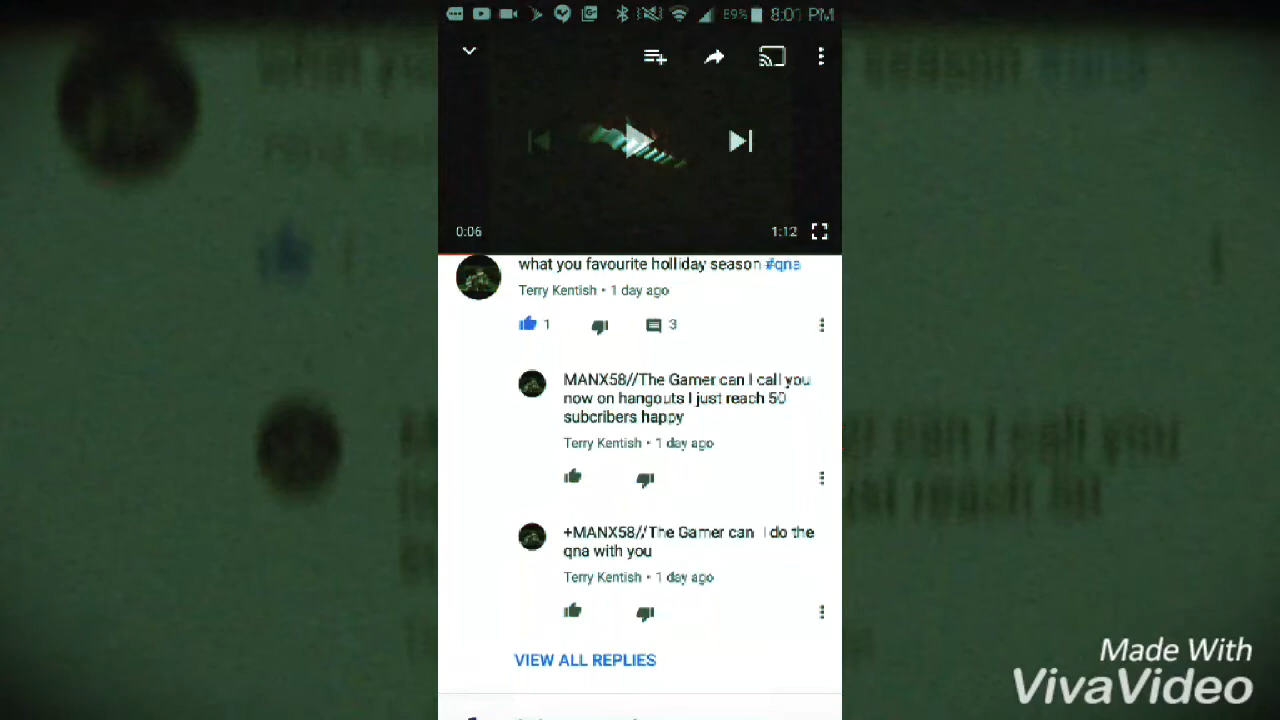 89% 8:01 PM
0:06
1:12
what you favourite holliday season #qna
Terry Kentish • 1 day ago
1
3
MANX58//The Gamer can I call you
now on hangouts I just reach 50
subcribers happy
Terry Kentish • 1 day ago
+MANX58//The Gamer can I do the
qna with you
Terry Kentish • 1 day ago
VIEW ALL REPLIES
Made With
VivaVideo